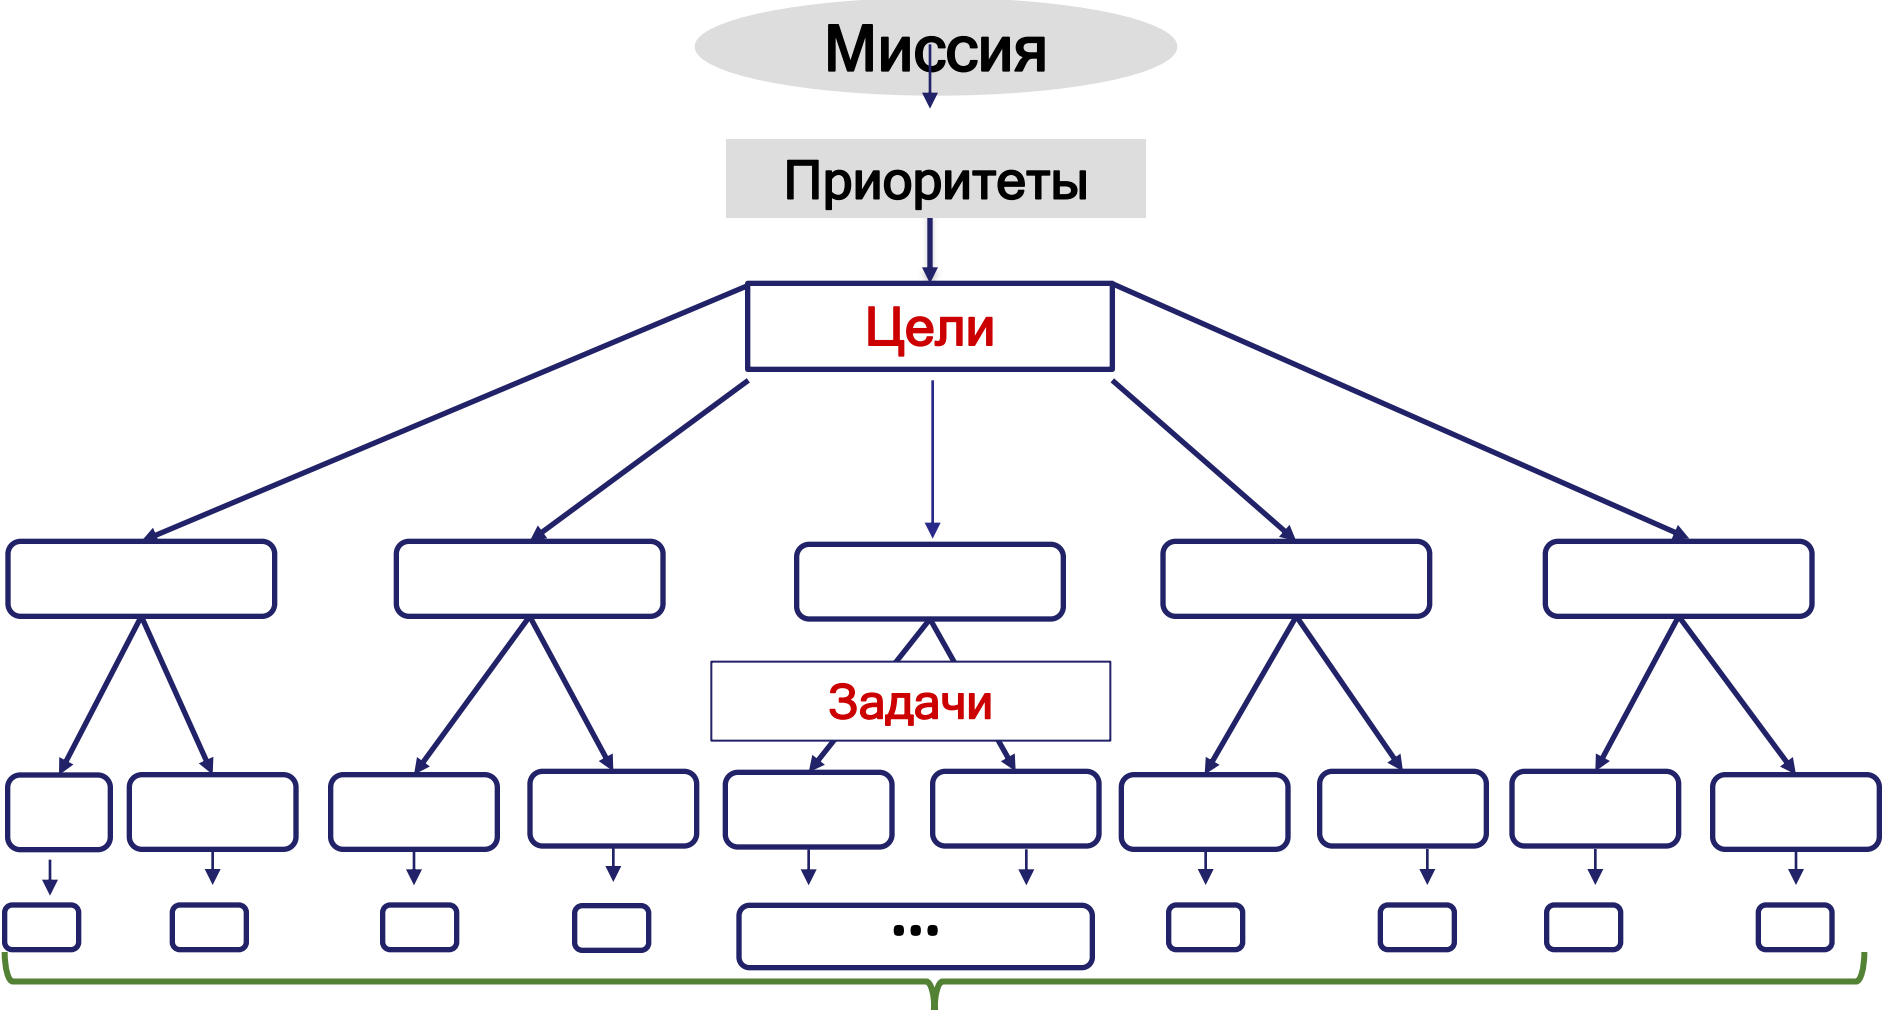 Миссия
Приоритеты
Цели
Задачи
...